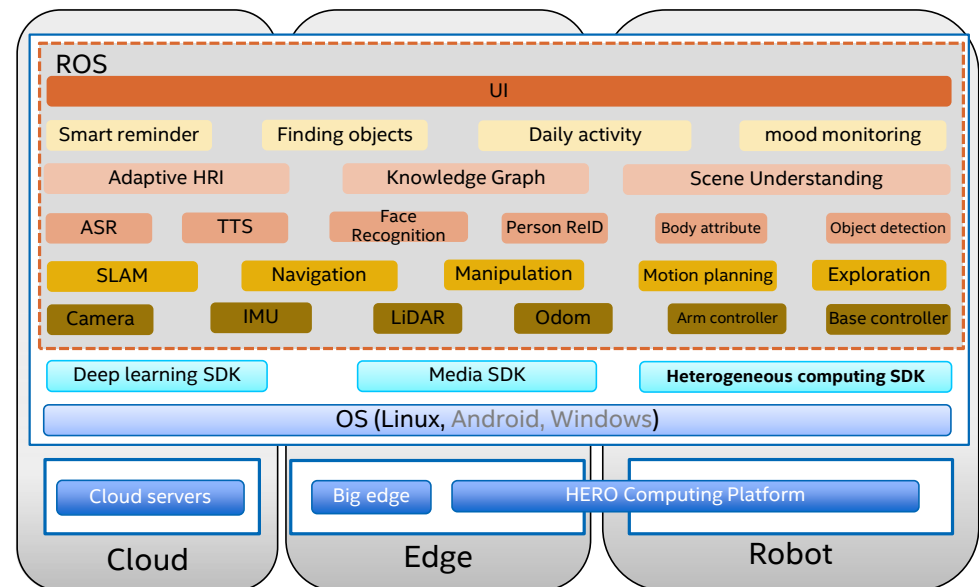 ROS
UI
Smart reminder
Finding objects
Daily activity
mood monitoring
Adaptive HRI
Knowledge Graph
Scene Understanding
ASR
TTS
Face
Recognition
Person ReID
Body attribute
Object detection
SLAM
Navigation
Manipulation
Motion planning
Exploration
Camera
IMU
LiDAR
Odom
Arm controller
Base controller
Deep learning SDK
Media SDK
Heterogeneous computing SDK
OS (Linux, Android, Windows)
Cloud servers
Big edge
HERO Computing Platform
Cloud
Edge
Robot